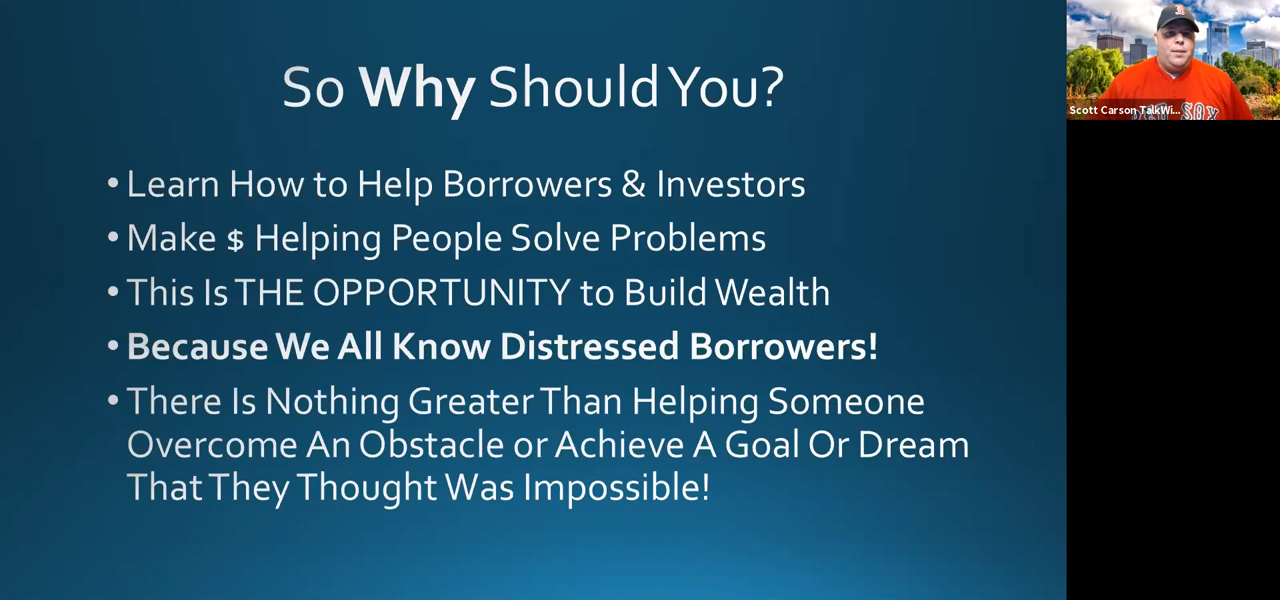 So Why Should You?
• Learn How to Help Borrowers & Investors
• Make $ Helping People Solve Problems
• This Is THE OPPORTUNITY to Build Wealth
• Because We All Know Distressed Borrowers!
• There Is Nothing Greater Than Helping Someone
Overcome An Obstacle or Achieve A Goal Or Dream
That They Thought Was Impossible!
Scott Carson TalkWi...
RED SOX